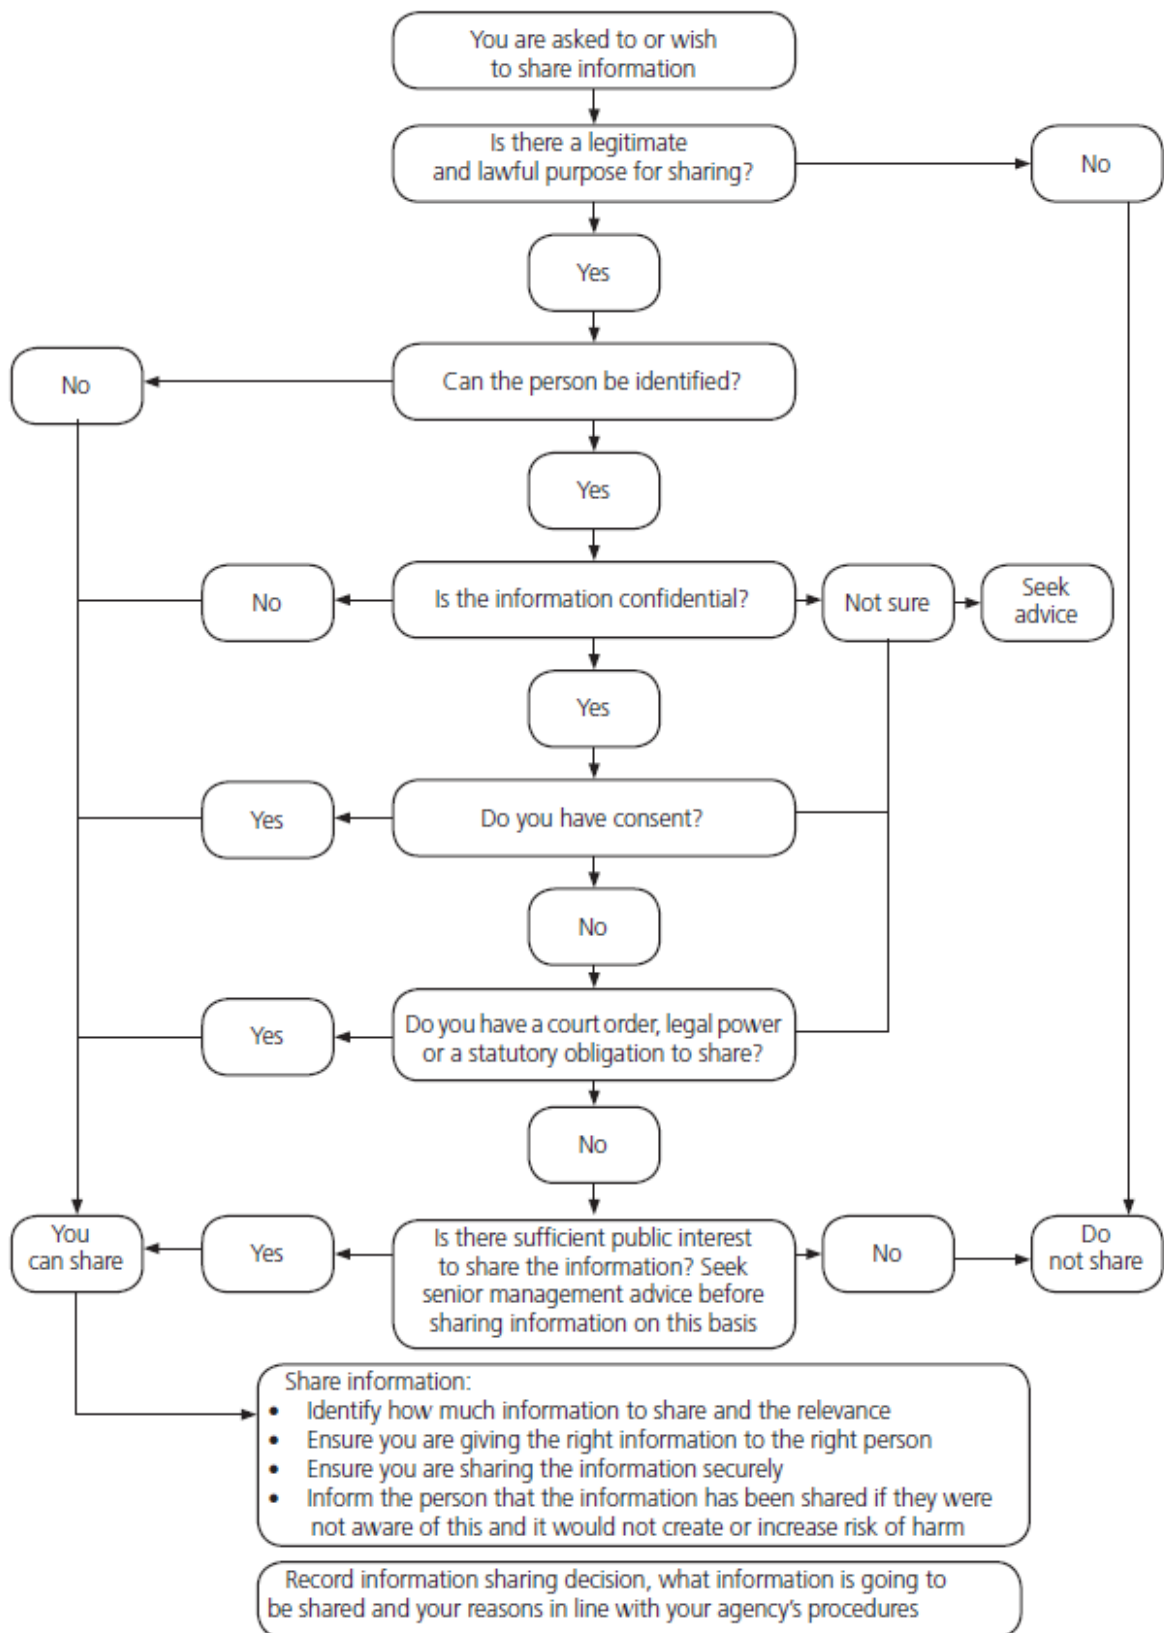 You are asked to or wish
to share information
Is there a legitimate
and lawful purpose for sharing?
No
Yes
No
Can the person be identified?
Yes
No
Is the information confidential?
Not sure
Seek
advice
Yes
Yes
Do you have consent?
No
Yes
Do you have a court order, legal power
or a statutory obligation to share?
No
You
can share
Yes
Is there sufficient public interest
to share the information? Seek
senior management advice before
sharing information on this basis
No
Do
not share
Share information:
• Identify how much information to share and the relevance
• Ensure you are giving the right information to the right person
• Ensure you are sharing the information securely
• Inform the person that the information has been shared if they were
not aware of this and it would not create or increase risk of harm
Record information sharing decision, what information is going to
be shared and your reasons in line with your agency's procedures